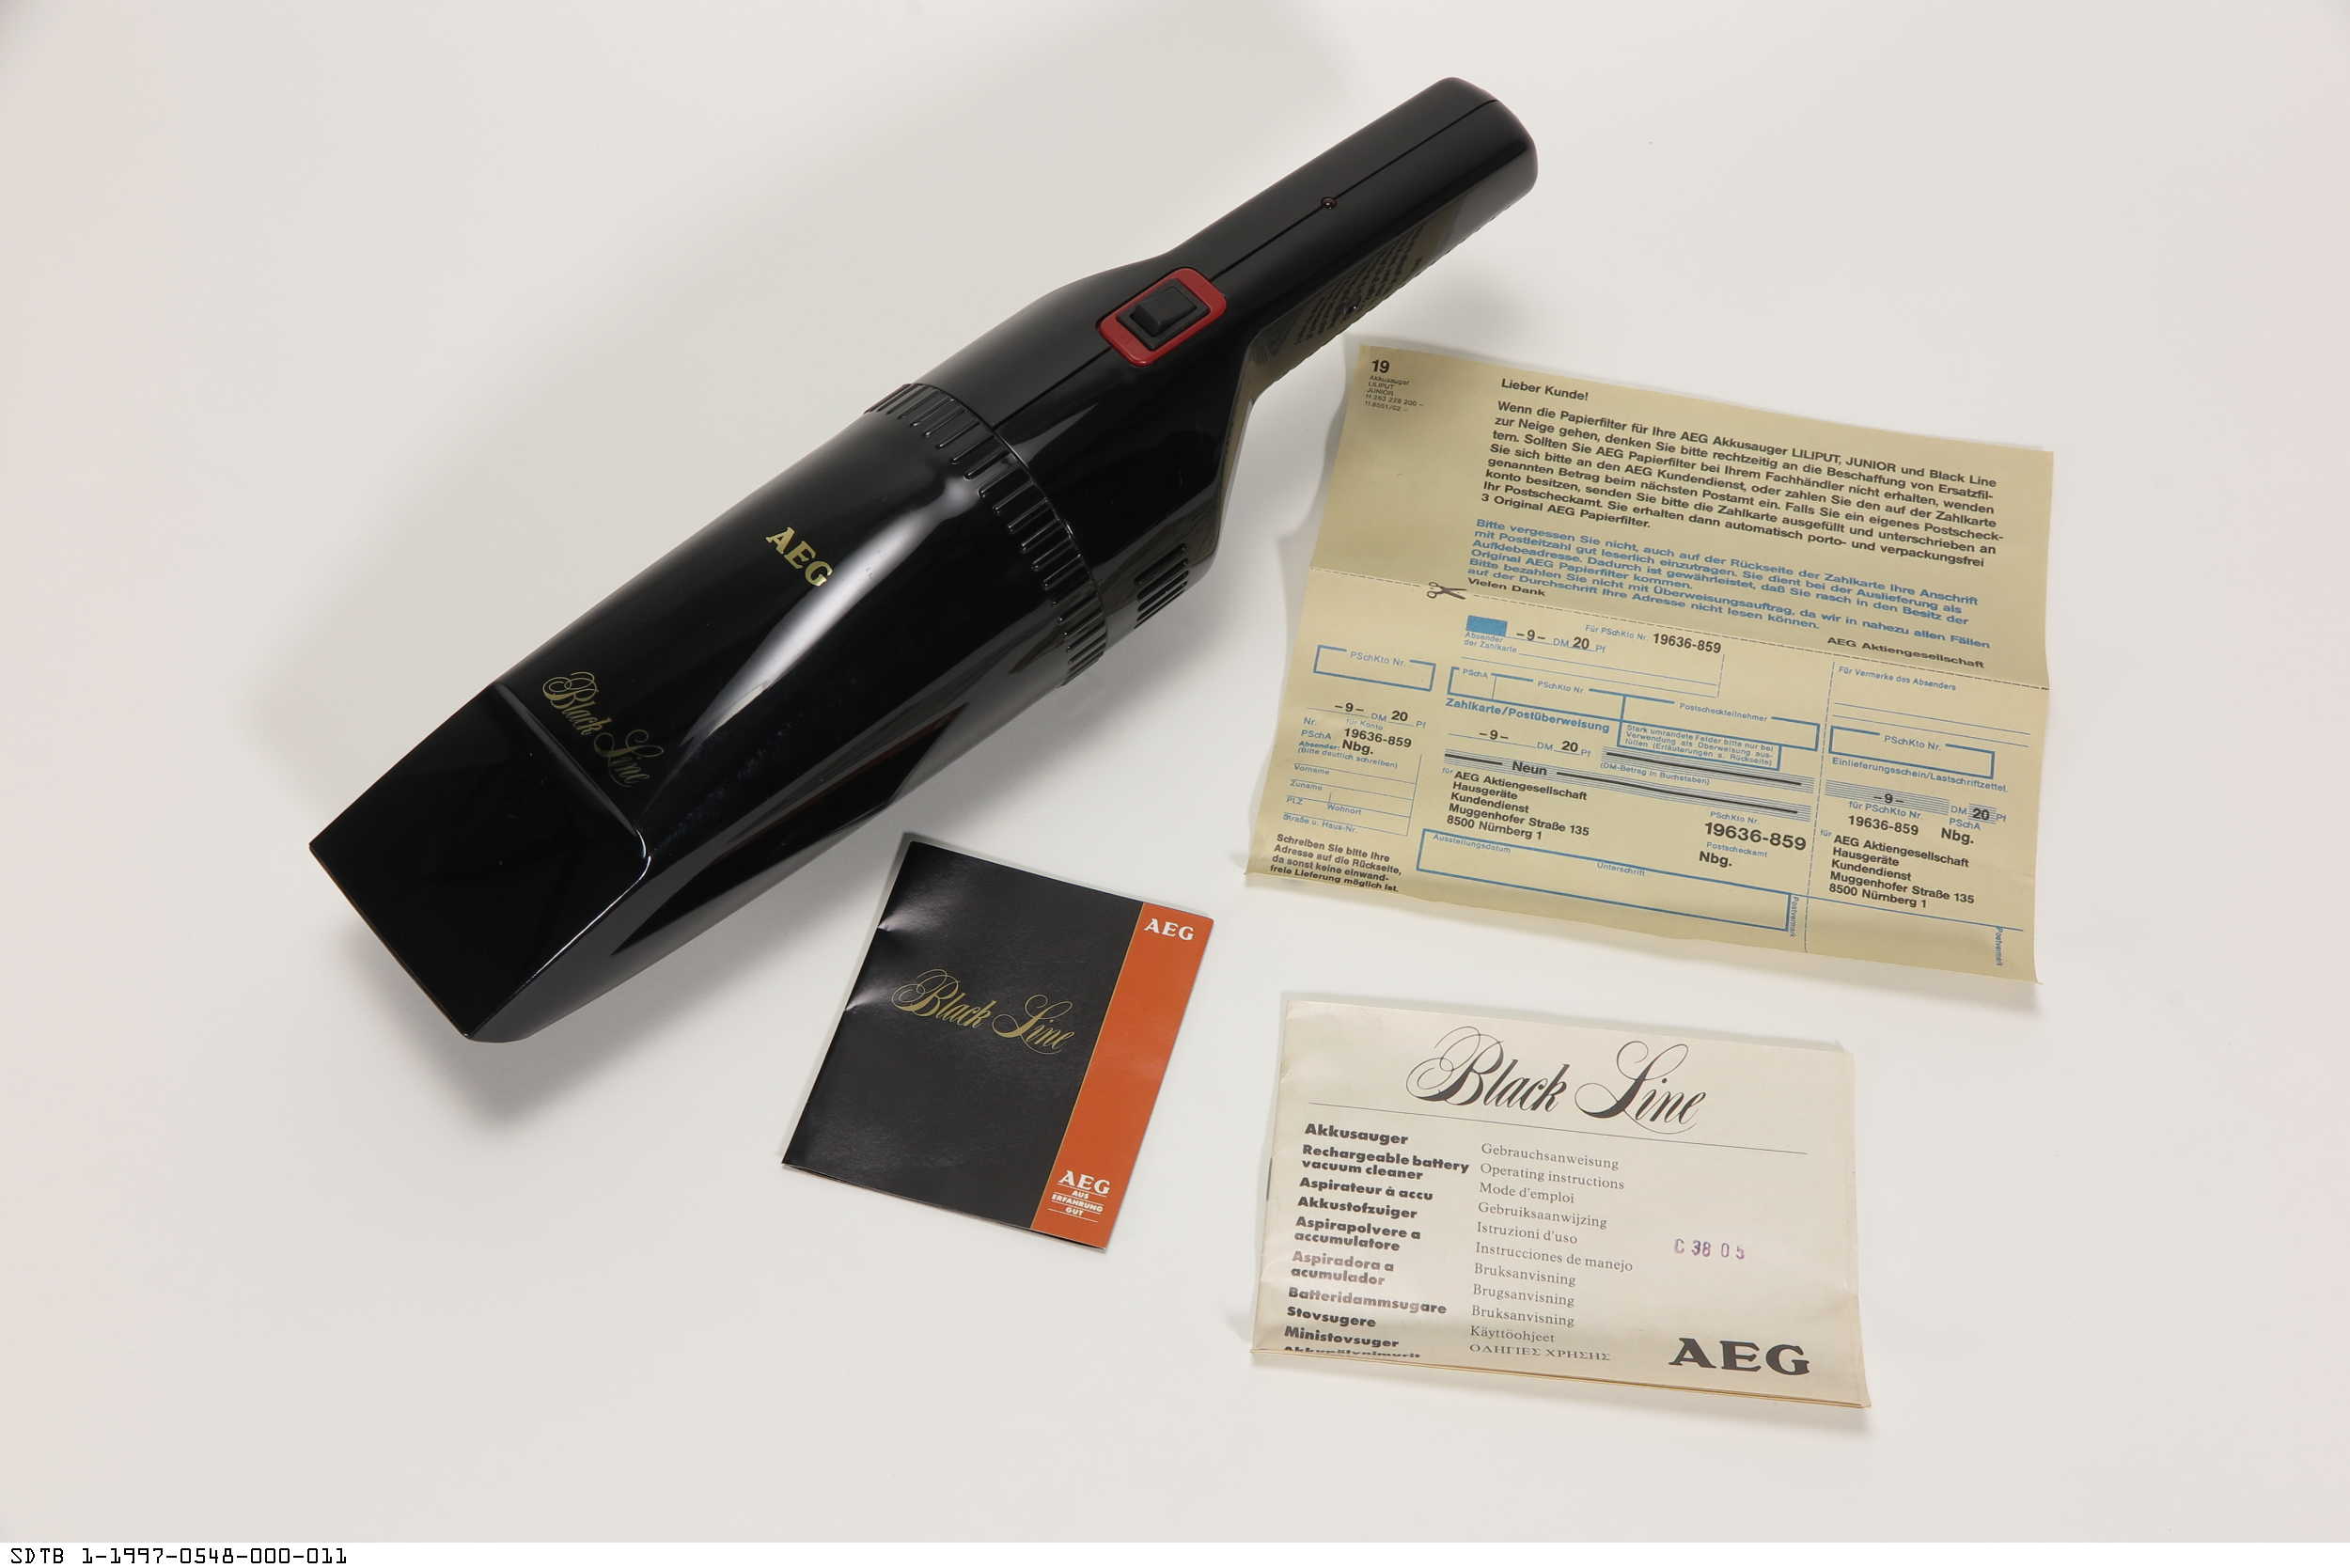 AEG
Black Line
19
Akkusauger
LILIPUT
JUNIOR
Lieber Kunde!
Wenn die Papierfilter für Ihre AEG Akkusauger LILIPUT, JUNIOR und Black Line
zur Neige gehen, denken Sie bitte rechtzeitig an die Beschaffung von Ersatzfil-
tern. Sollten Sie AEG Papierfilter bei Ihrem Fachhändler nicht erhalten, wenden
Sie sich bitte an den AEG Kundendienst, oder zahlen Sie den auf der Zahlkarte
genannten Betrag beim nächsten Postamt ein. Falls Sie ein eigenes Postscheck-
konto besitzen, senden Sie bitte die Zahlkarte ausgefüllt und unterschrieben an
Ihr Postscheckamt. Sie erhalten dann automatisch porto- und verpackungsfrei
3 Original AEG Papierfilter.
Bitte vergessen Sie nicht, auch auf der Rückseite der Zahlkarte Ihre Anschrift
mit Postleitzahl gut leserlich einzutragen. Sie dient bei der Auslieferung als
Aufklebeadresse. Dadurch ist gewährleistet, daß Sie rasch in den Besitz der
Original AEG Papierfilter kommen.
Bitte bezahlen Sie nicht mit Überweisungsauftrag, da wir in nahezu allen Fällen
auf der Durchschrift Ihre Adresse nicht lesen können.
Vielen Dank
AEG Aktiengesellschaft
PSchKto Nr.
-9- DM 20 Pf
für Konto
Nr. 19636-859
PSchA Nbg.
Absender:
(Bitte deutlich schreiben)
Vorname
Zuname
PLZ Wohnort
Straße u. Haus-Nr.
Schreiben Sie bitte Ihre
Adresse auf die Rückseite,
da sonst keine einwand-
freie Lieferung möglich ist.
-9- DM 20 Pf
Für PSchKto Nr. 19636-859
Absender
der Zahlkarte
PSchA PSchKto Nr Postscheckteilnehmer
Zahlkarte/Postüberweisung
Stark umrandete Felder bitte nur bei
Verwendung als Überweisung aus-
füllen (Erläuterungen s. Rückseite)
-9- DM 20 Pf
(DM-Betrag in Buchstaben)
Neun
für AEG Aktiengesellschaft
Hausgeräte
Kundendienst
Muggenhofer Straße 135
8500 Nürnberg 1
PSchKto Nr.
19636-859
Postscheckamt
Nbg.
Ausstellungsdatum
Unterschrift
Postvermerk
Für Vermerke des Absenders
PSchKto Nr.
Einlieferungsschein/Lastschriftzettel
-9- DM 20 Pf
für PSchKto Nr. PSchA
19636-859 Nbg.
für AEG Aktiengesellschaft
Hausgeräte
Kundendienst
Muggenhofer Straße 135
8500 Nürnberg 1
Postvermerk
AEG
Black Line
AEG
AUS
ERFAHRUNG
GUT
Black Line
Akkusauger Gebrauchsanweisung
Rechargeable battery
vacuum cleaner Operating instructions
Aspirateur à accu Mode d'emploi
Akkustofzuiger Gebruiksaanwijzing
Aspirapolvere a
accumulatore Istruzioni d'uso
Aspiradora a
acumulador Instrucciones de manejo
Batteridammsugare Bruksanvisning
Stovsugere Brugsanvisning
Ministovsuger Bruksanvisning
Käyttöohjeet
ΟΔΗΓΙΕΣ ΧΡΗΣΗΣ
C 38 05
AEG
SDTB 1-1997-0548-000-011